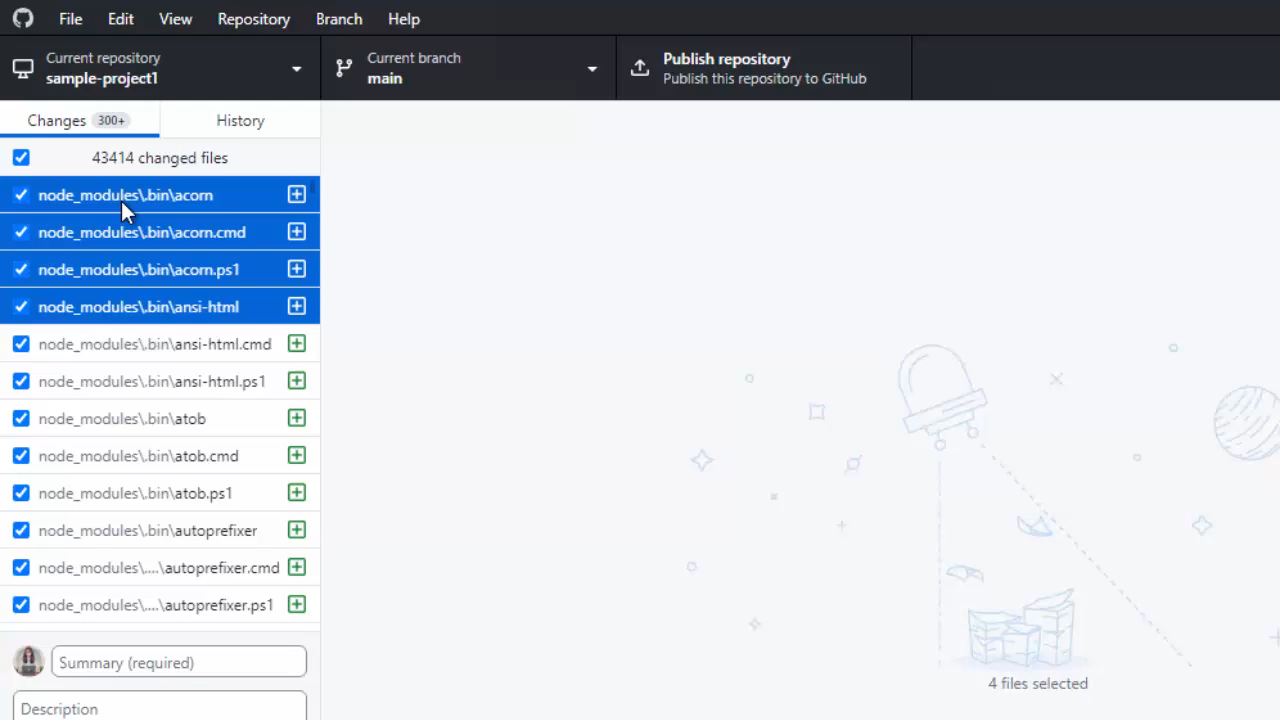 File Edit View Repository Branch Help
Current repository
sample-project1
Current branch
main
Publish repository
Publish this repository to GitHub
Changes 300+ History
43414 changed files
node_modules\.bin\acorn
node_modules\.bin\acorn.cmd
node_modules\.bin\acorn.ps1
node_modules\.bin\ansi-html
node_modules\.bin\ansi-html.cmd
node_modules\.bin\ansi-html.ps1
node_modules\.bin\atob
node_modules\.bin\atob.cmd
node_modules\.bin\atob.ps1
node_modules\.bin\autoprefixer
node_modules\...\autoprefixer.cmd
node_modules\...\autoprefixer.ps1
Summary (required)
Description
4 files selected